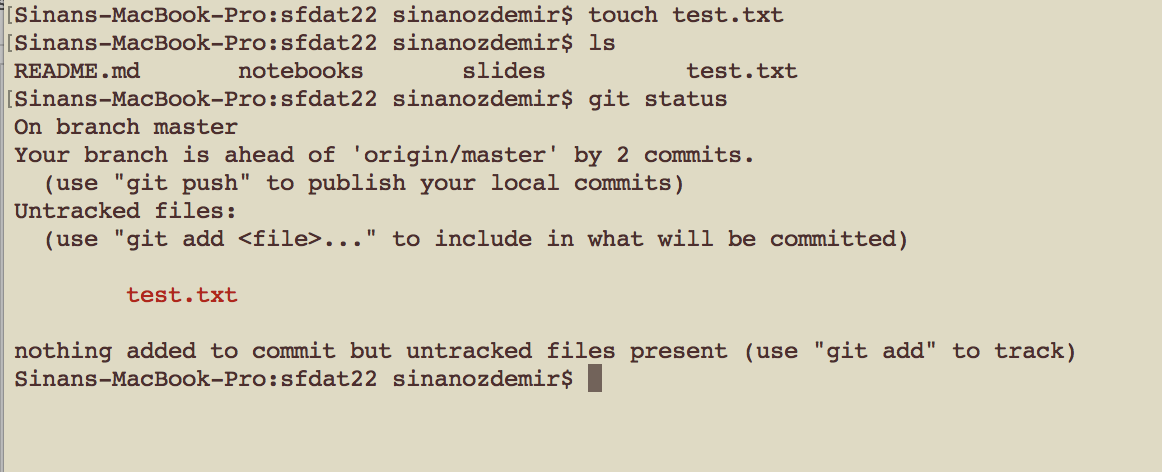 [Sinans-MacBook-Pro:sfdat22 sinanozdemir$ touch test.txt
[Sinans-MacBook-Pro:sfdat22 sinanozdemir$ ls
README.md       notebooks       slides          test.txt
[Sinans-MacBook-Pro:sfdat22 sinanozdemir$ git status
On branch master
Your branch is ahead of 'origin/master' by 2 commits.
  (use "git push" to publish your local commits)
Untracked files:
  (use "git add <file>..." to include in what will be committed)

        test.txt

nothing added to commit but untracked files present (use "git add" to track)
Sinans-MacBook-Pro:sfdat22 sinanozdemir$